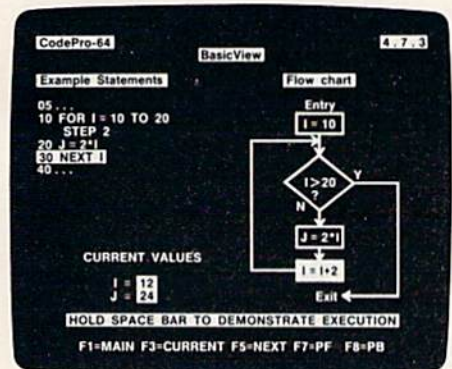 CodePro-64
4.7.3
BasicView
Example Statements
Flow chart
05...
10 FOR I = 10 TO 20
STEP 2
20 J = 2*I
30 NEXT I
40...
Entry
I = 10
I>20
?
Y
N
J = 2*I
I = I+2
Exit
CURRENT VALUES
I = 12
J = 24
HOLD SPACE BAR TO DEMONSTRATE EXECUTION
F1=MAIN F3=CURRENT F5=NEXT F7=PF F8=PB